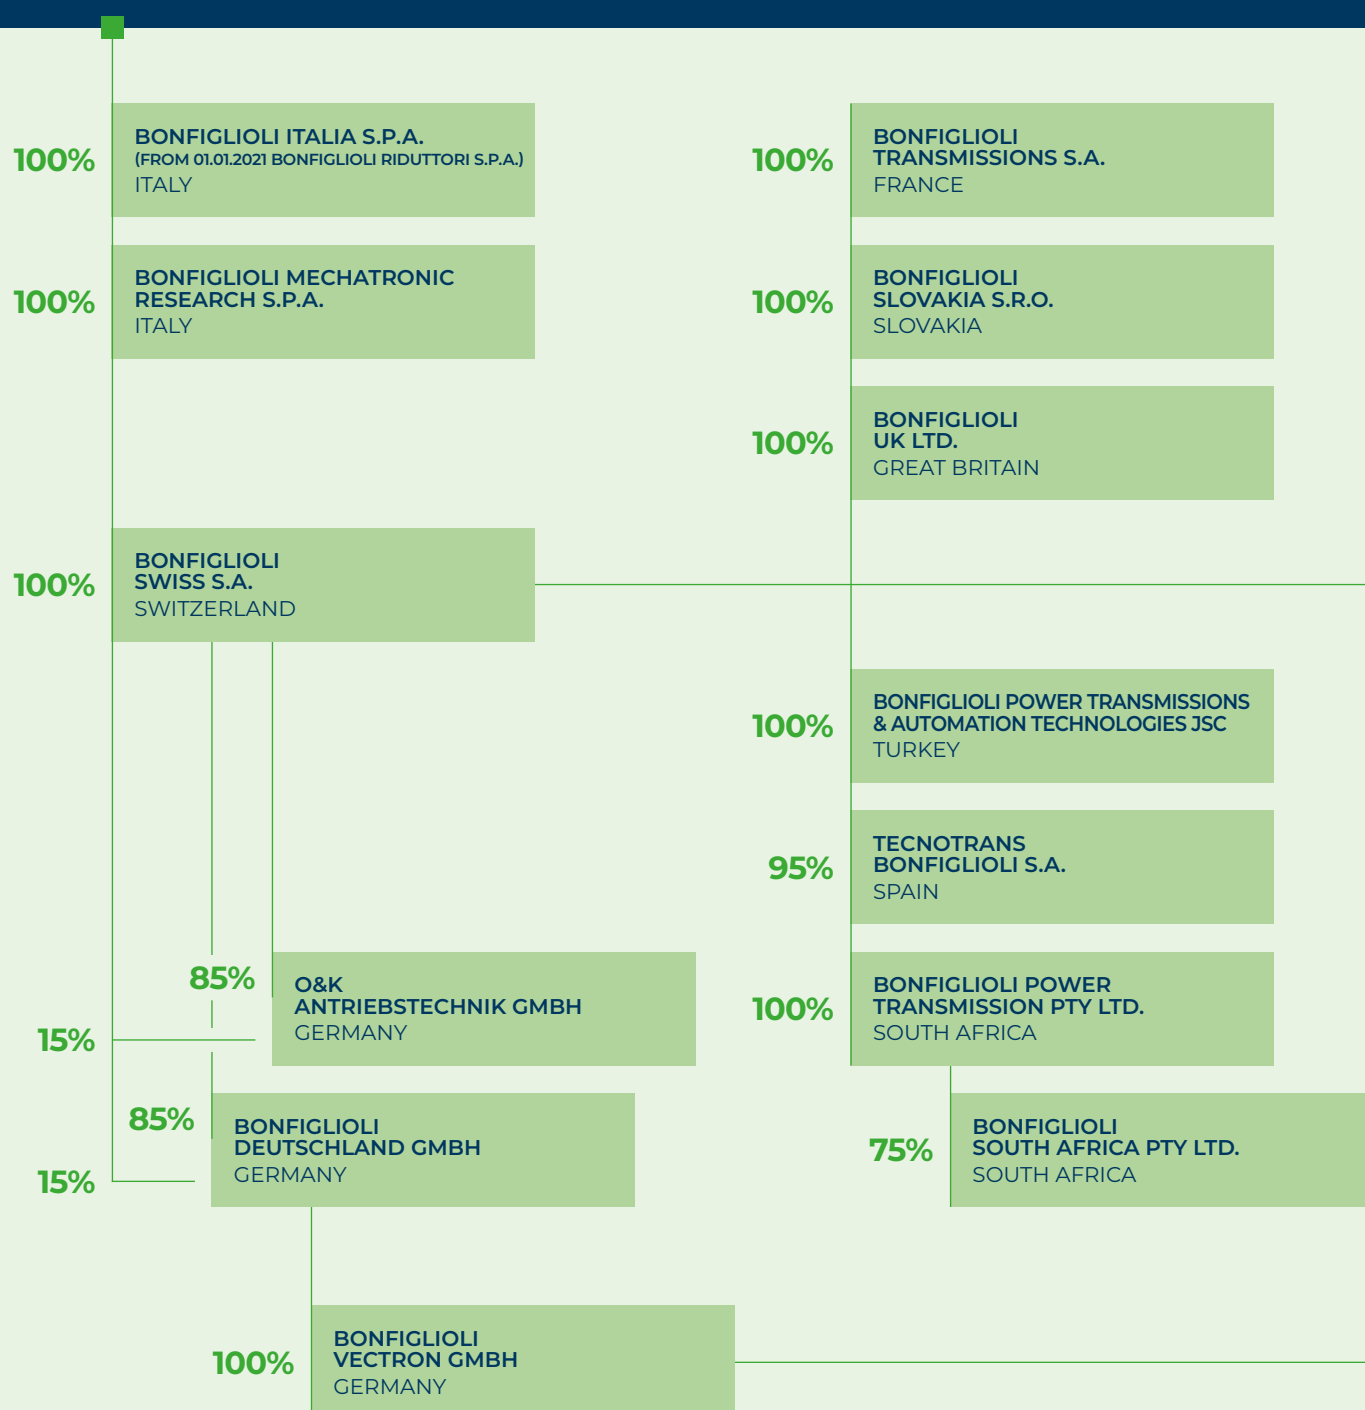 100%
BONFIGLIOLI ITALIA S.P.A.
(FROM 01.01.2021 BONFIGLIOLI RIDUTTORI S.P.A.)
ITALY
100%
BONFIGLIOLI MECHATRONIC
RESEARCH S.P.A.
ITALY
100%
BONFIGLIOLI
SWISS S.A.
SWITZERLAND
85%
15%
O&K
ANTRIEBSTECHNIK GMBH
GERMANY
85%
15%
BONFIGLIOLI
DEUTSCHLAND GMBH
GERMANY
100%
BONFIGLIOLI
VECTRON GMBH
GERMANY
100%
BONFIGLIOLI
TRANSMISSIONS S.A.
FRANCE
100%
BONFIGLIOLI
SLOVAKIA S.R.O.
SLOVAKIA
100%
BONFIGLIOLI
UK LTD.
GREAT BRITAIN
100%
BONFIGLIOLI POWER TRANSMISSIONS
& AUTOMATION TECHNOLOGIES JSC
TURKEY
95%
TECNOTRANS
BONFIGLIOLI S.A.
SPAIN
100%
BONFIGLIOLI POWER
TRANSMISSION PTY LTD.
SOUTH AFRICA
75%
BONFIGLIOLI
SOUTH AFRICA PTY LTD.
SOUTH AFRICA